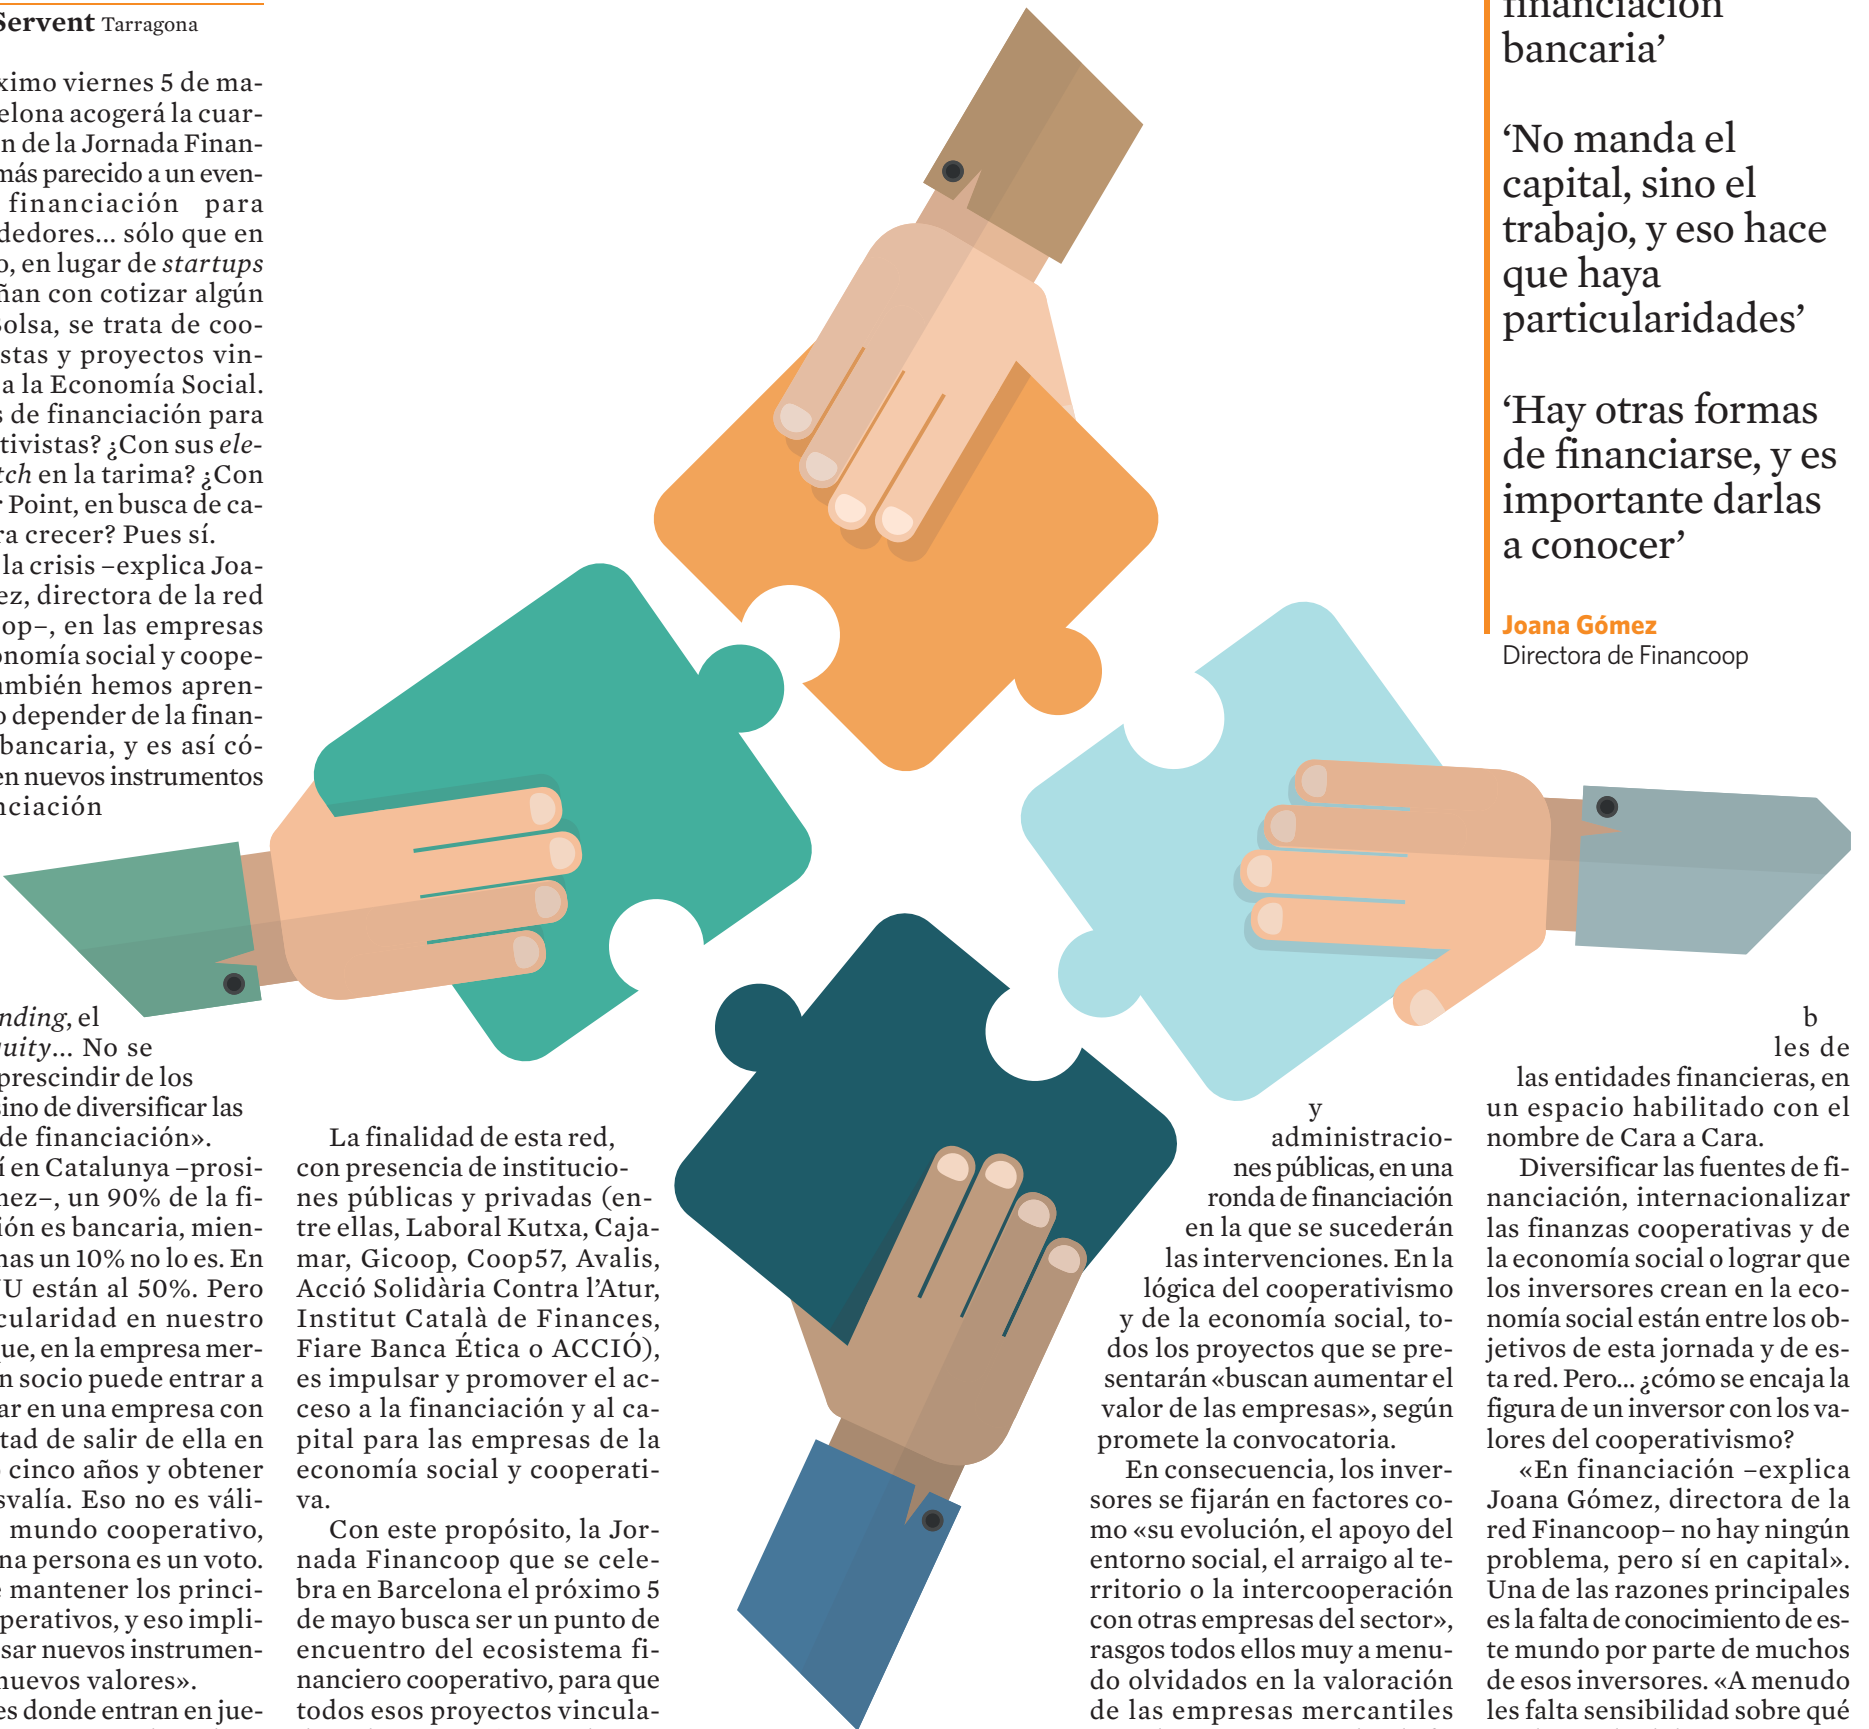 Servent Tarragona
ximo viernes 5 de ma-
elona acogerá la cuar-
n de la Jornada Finan-
más parecido a un even-
financiación para
dedores... sólo que en
o, en lugar de startups
ñan con cotizar algún
Bolsa, se trata de coo-
stas y proyectos vin-
a la Economía Social.
s de financiación para
tivistas? ¿Con sus ele-
tch en la tarima? ¿Con
r Point, en busca de ca-
ra crecer? Pues sí.
la crisis –explica Joa-
ez, directora de la red
op–, en las empresas
onomía social y coope-
ambién hemos apren-
o depender de la finan-
bancaria, y es así có-
en nuevos instrumentos
nciación
nding, el
uity... No se
prescindir de los
sino de diversificar las
de financiación».
í en Catalunya –prosi-
mez–, un 90% de la fi-
ión es bancaria, mien-
nas un 10% no lo es. En
U están al 50%. Pero
cularidad en nuestro
que, en la empresa mer-
n socio puede entrar a
ar en una empresa con
tad de salir de ella en
cinco años y obtener
svalía. Eso no es váli-
mundo cooperativo,
na persona es un voto.
e mantener los princi-
perativos, y eso impli-
sar nuevos instrumen-
nuevos valores».
es donde entran en jue-
La finalidad de esta red,
con presencia de institucio-
nes públicas y privadas (en-
tre ellas, Laboral Kutxa, Caja-
mar, Gicoop, Coop57, Avalis,
Acció Solidària Contra l’Atur,
Institut Català de Finances,
Fiare Banca Ética o ACCIÓ),
es impulsar y promover el ac-
ceso a la financiación y al ca-
pital para las empresas de la
economía social y cooperati-
va.
Con este propósito, la Jor-
nada Financoop que se cele-
bra en Barcelona el próximo 5
de mayo busca ser un punto de
encuentro del ecosistema fi-
nanciero cooperativo, para que
todos esos proyectos vincula-
y
administracio-
nes públicas, en una
ronda de financiación
en la que se sucederán
las intervenciones. En la
lógica del cooperativismo
y de la economía social, to-
dos los proyectos que se pre-
sentarán «buscan aumentar el
valor de las empresas», según
promete la convocatoria.
En consecuencia, los inver-
sores se fijarán en factores co-
mo «su evolución, el apoyo del
entorno social, el arraigo al te-
rritorio o la intercooperación
con otras empresas del sector»,
rasgos todos ellos muy a menu-
do olvidados en la valoración
de las empresas mercantiles
financiación
bancaria’
‘No manda el
capital, sino el
trabajo, y eso hace
que haya
particularidades’
‘Hay otras formas
de financiarse, y es
importante darlas
a conocer’
Joana Gómez
Directora de Financoop
b
les de
las entidades financieras, en
un espacio habilitado con el
nombre de Cara a Cara.
Diversificar las fuentes de fi-
nanciación, internacionalizar
las finanzas cooperativas y de
la economía social o lograr que
los inversores crean en la eco-
nomía social están entre los ob-
jetivos de esta jornada y de es-
ta red. Pero... ¿cómo se encaja la
figura de un inversor con los va-
lores del cooperativismo?
«En financiación –explica
Joana Gómez, directora de la
red Financoop– no hay ningún
problema, pero sí en capital».
Una de las razones principales
es la falta de conocimiento de es-
te mundo por parte de muchos
de esos inversores. «A menudo
les falta sensibilidad sobre qué